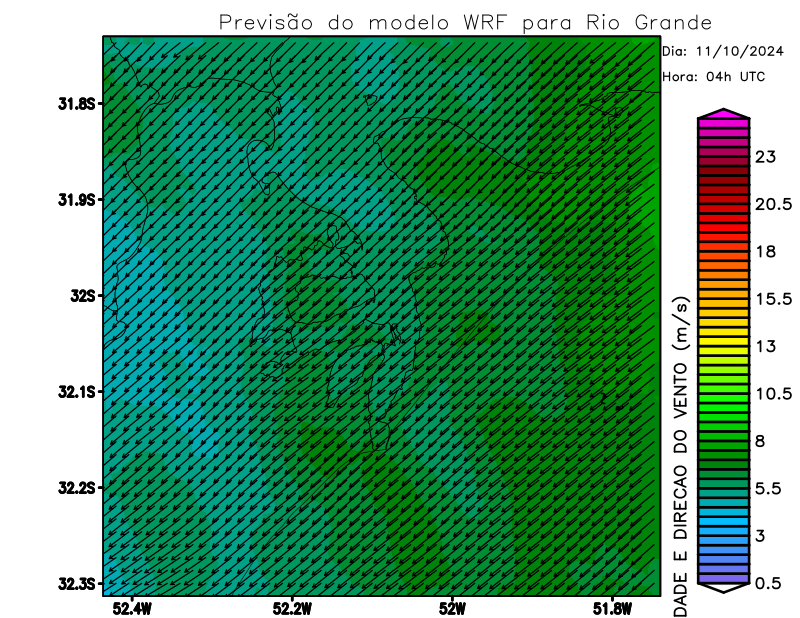 Previsão do modelo WRF para Rio Grande
Dia: 11/10/2024
Hora: 04h UTC
31.8S
31.9S
32S
32.1S
32.2S
32.3S
52.4W
52.2W
52W
51.8W
DADE E DIRECAO DO VENTO (m/s)
23
20.5
18
15.5
13
10.5
8
5.5
3
0.5